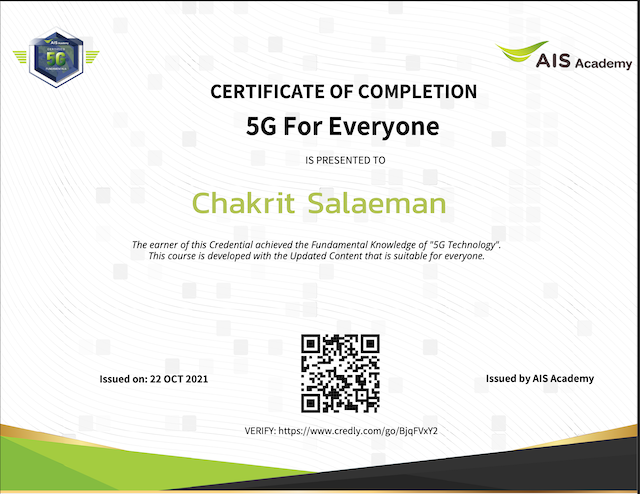 AIS Academy
5G
AIS Academy
CERTIFICATE OF COMPLETION
5G For Everyone
IS PRESENTED TO
Chakrit Salaeman
The earner of this Credential achieved the Fundamental Knowledge of "5G Technology".
This course is developed with the Updated Content that is suitable for everyone.
Issued on: 22 OCT 2021
Issued by AIS Academy
VERIFY: https://www.credly.com/go/BjqFVxY2